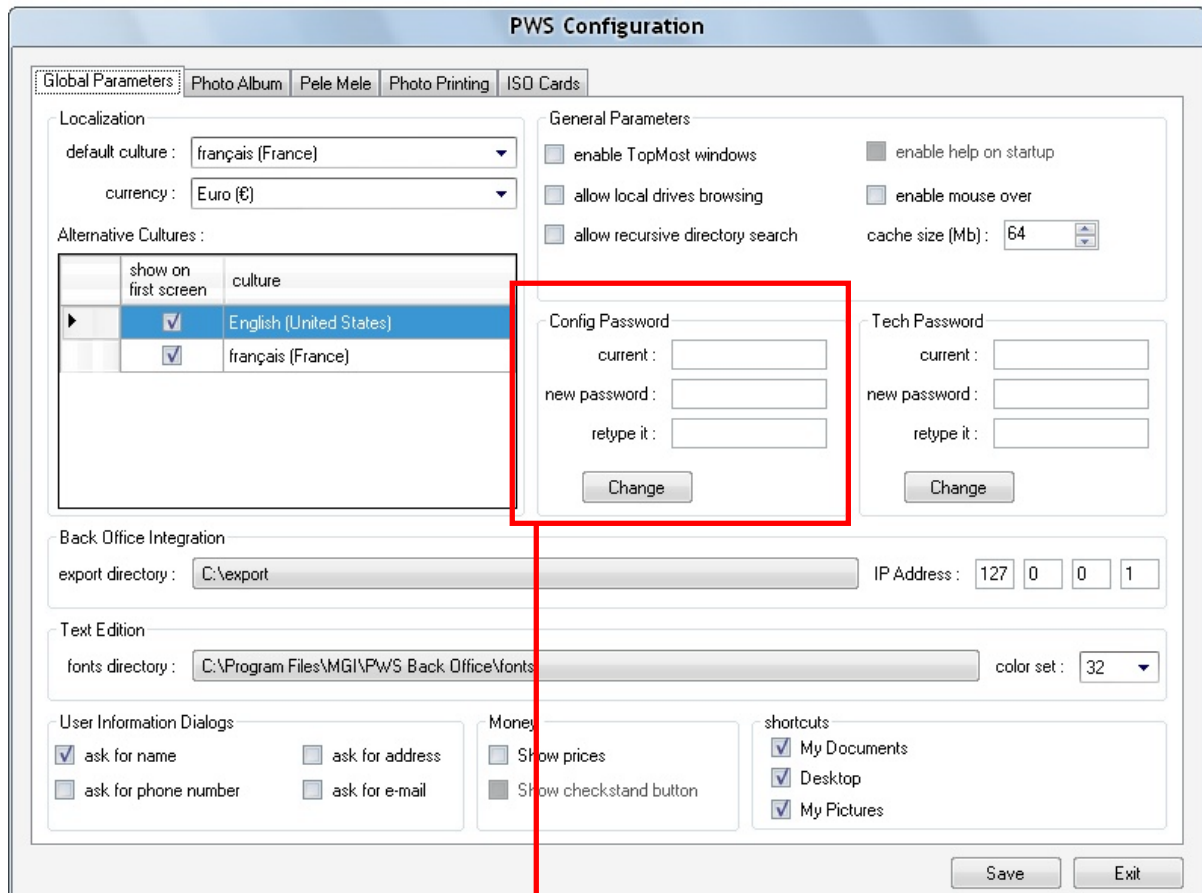 PWS Configuration
Global Parameters
Photo Album
Pele Mele
Photo Printing
ISO Cards
Localization
default culture :
français (France)
currency :
Euro (€)
Alternative Cultures :
show on
first screen
culture
English (United States)
français (France)
General Parameters
enable TopMost windows
enable help on startup
allow local drives browsing
enable mouse over
allow recursive directory search
cache size (Mb) :
64
Config Password
current :
new password :
retype it :
Change
Tech Password
current :
new password :
retype it :
Change
Back Office Integration
export directory :
C:\export
IP Address :
127
0
0
1
Text Edition
fonts directory :
C:\Program Files\MGI\PWS Back Office\fonts
color set :
32
User Information Dialogs
ask for name
ask for address
ask for phone number
ask for e-mail
Money
Show prices
Show checkstand button
shortcuts
My Documents
Desktop
My Pictures
Save
Exit